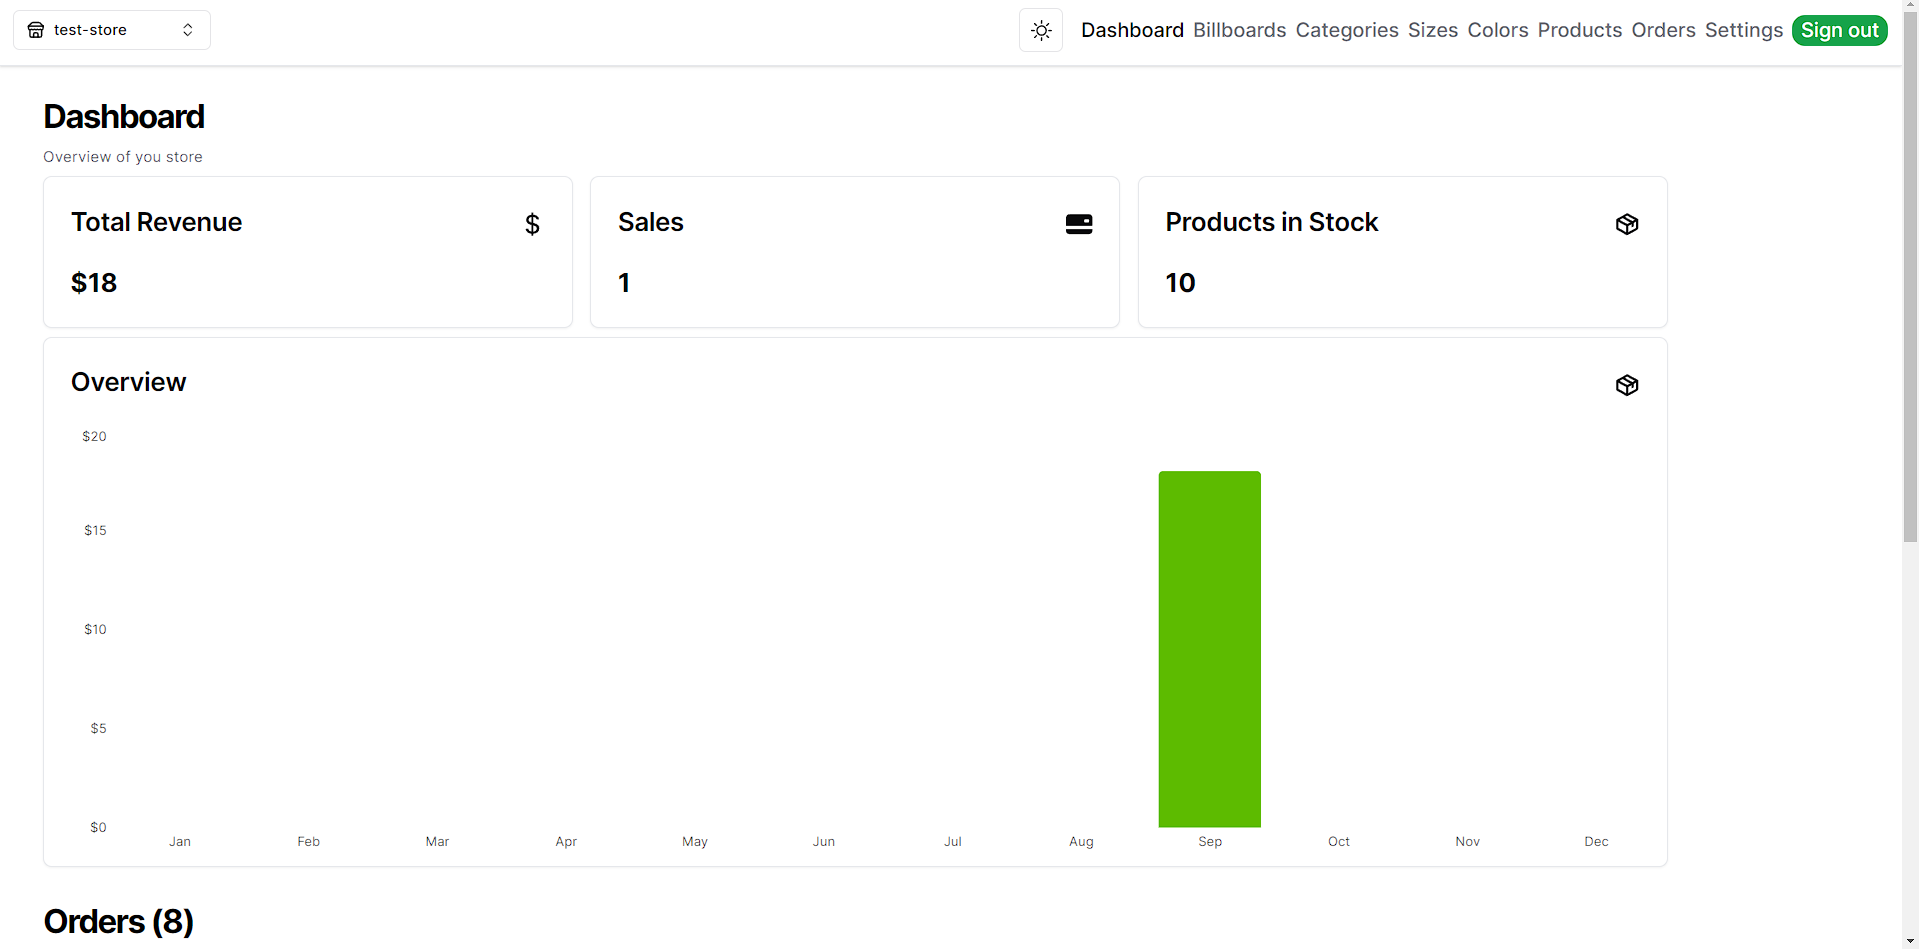 test-store
Dashboard Billboards Categories Sizes Colors Products Orders Settings Sign out
Dashboard
Overview of you store
Total Revenue
$
$18
Sales
1
Products in Stock
10
Overview
$20
$15
$10
$5
$0
Jan Feb Mar Apr May Jun Jul Aug Sep Oct Nov Dec
Orders (8)